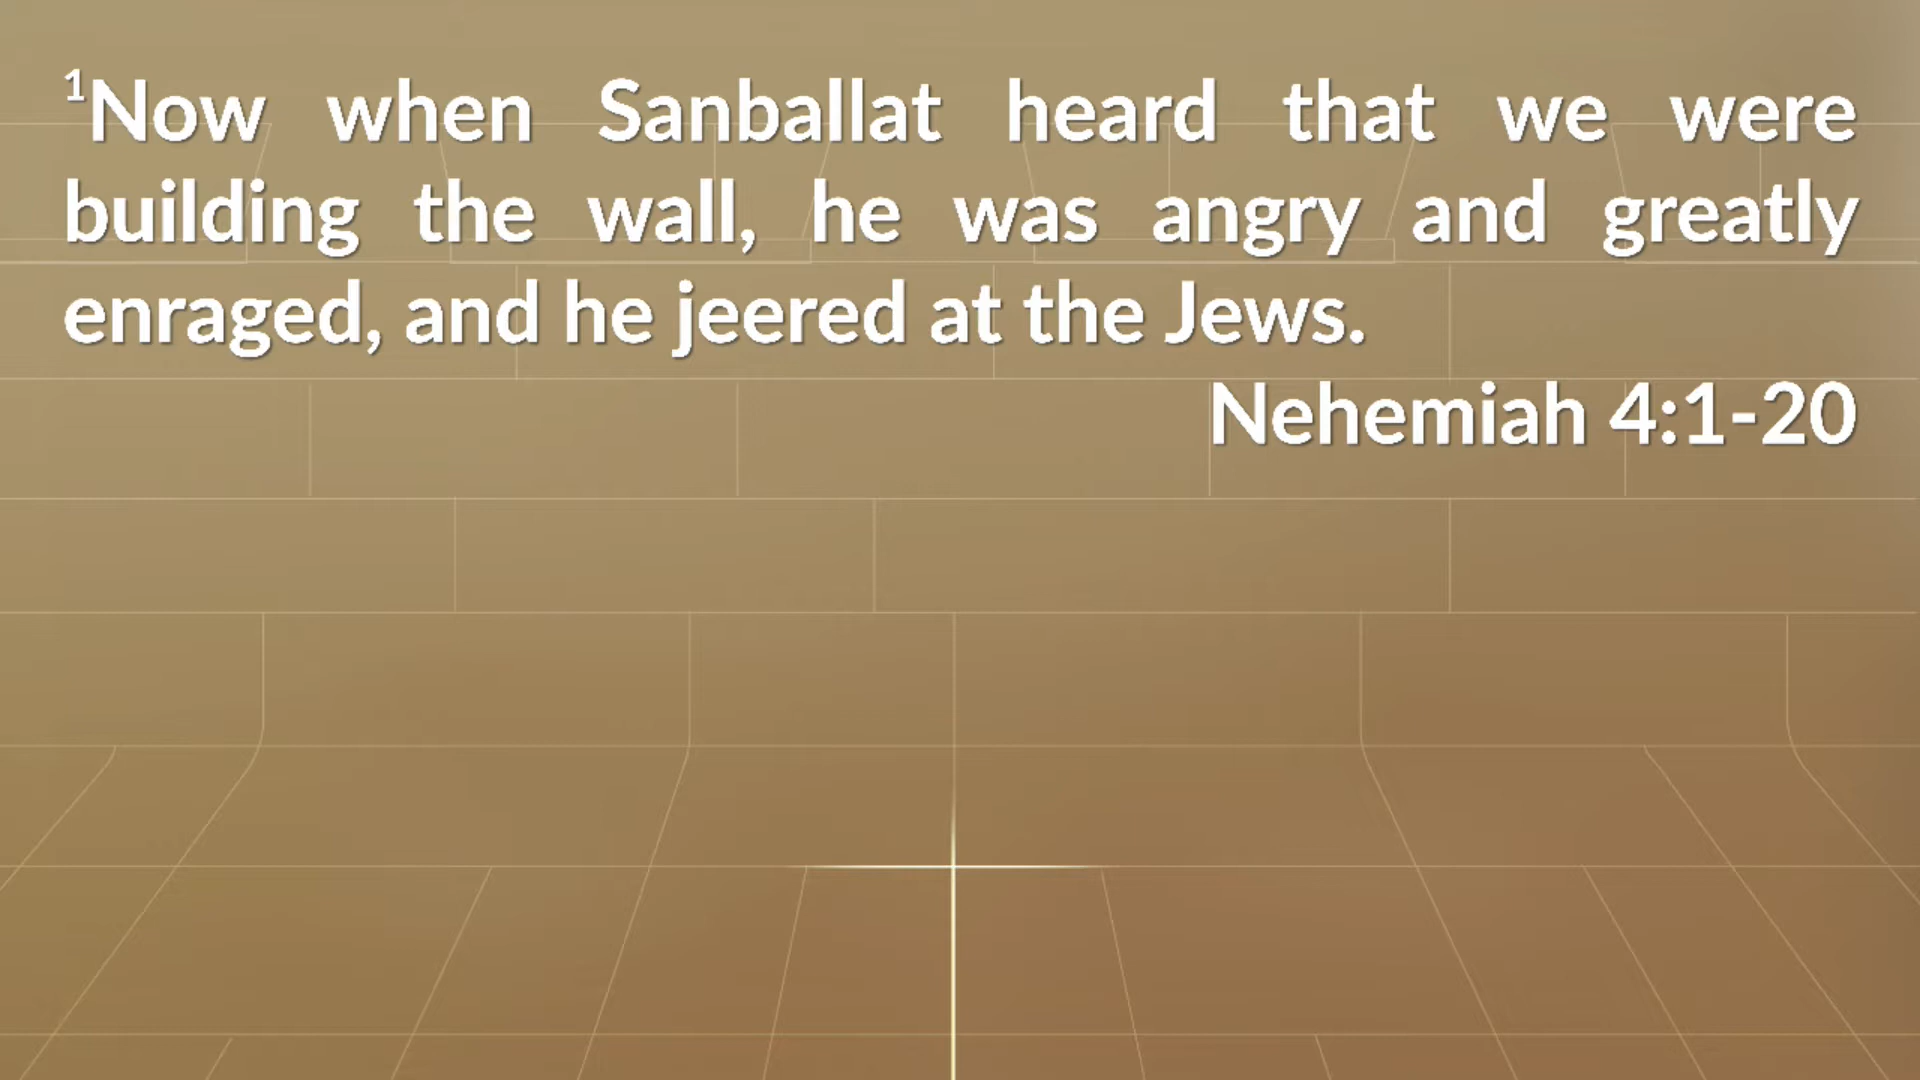 ¹Now when Sanballat heard that we were
building the wall, he was angry and greatly
enraged, and he jeered at the Jews.
Nehemiah 4:1-20